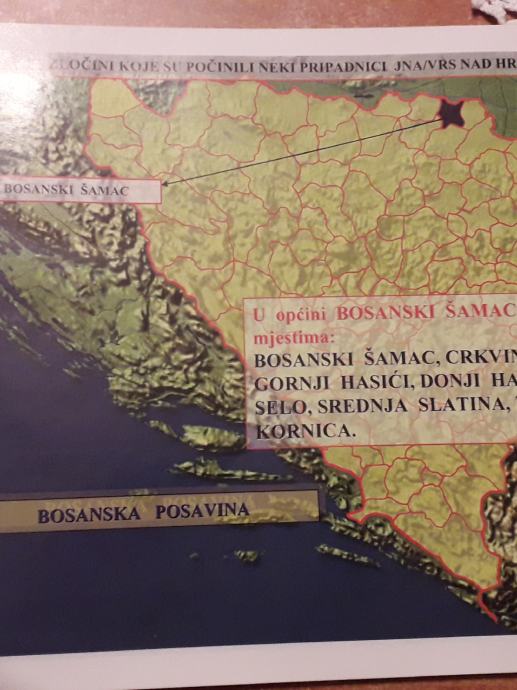 ZLOČINI KOJE SU POČINILI NEKI PRIPADNICI JNA/VRS NAD HR
BOSANSKI ŠAMAC
U općini BOSANSKI ŠAMAC
mjestima:
BOSANSKI ŠAMAC, CRKVIN
GORNJI HASIĆI, DONJI HA
SELO, SREDNJA SLATINA,
KORNICA.
BOSANSKA POSAVINA